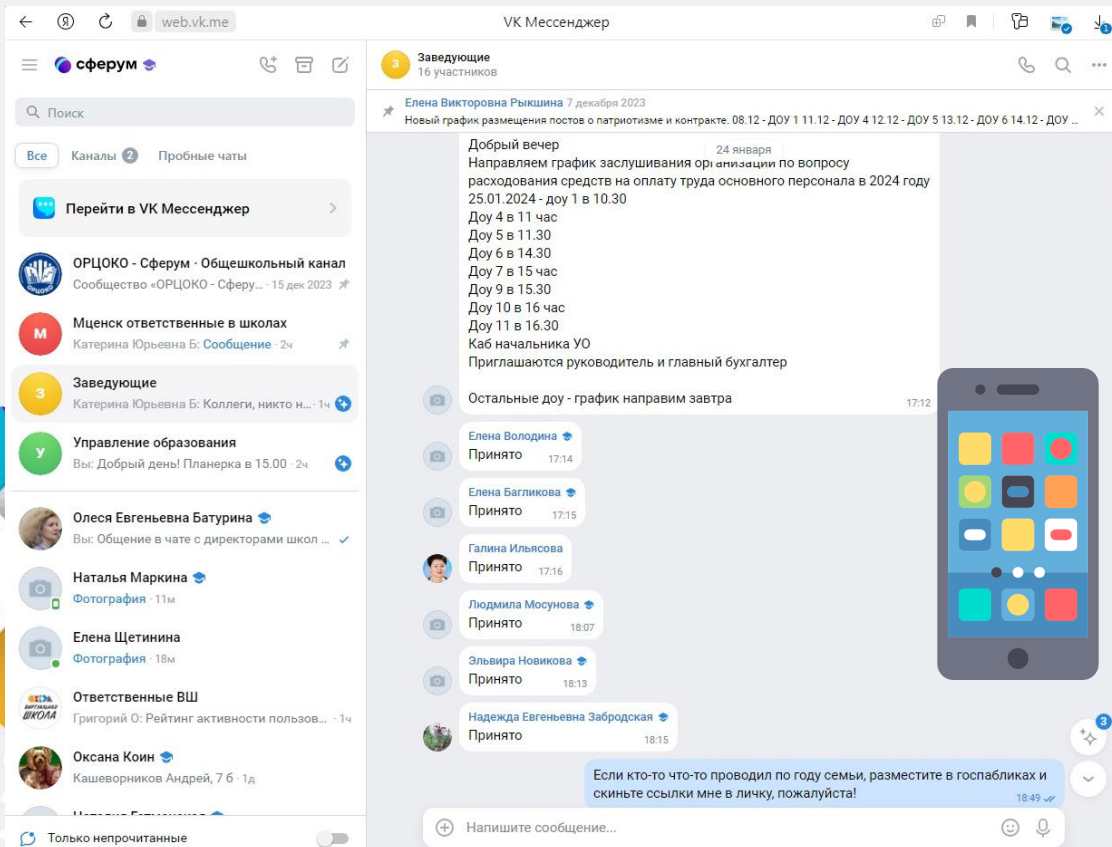 web.vk.me
VK Мессенджер
1
сферум
Поиск
Все Каналы 2 Пробные чаты
Перейти в VK Мессенджер
ОРЦОКО - Сферум · Общешкольный канал
Сообщество «ОРЦОКО - Сферу... · 15 дек 2023
М
Мценск ответственные в школах
Катерина Юрьевна Б: Сообщение · 2ч
З
Заведующие
Катерина Юрьевна Б: Коллеги, никто н... · 1ч
У
Управление образования
Вы: Добрый день! Планерка в 15.00 · 2ч
Олеся Евгеньевна Батурина
Вы: Общение в чате с директорами школ ...
Наталья Маркина
Фотография · 11м
Елена Щетинина
Фотография · 18м
ШКОЛА
Ответственные ВШ
Григорий О: Рейтинг активности пользов... · 1ч
Оксана Коин
Кашеворников Андрей, 7 б · 1д
Только непрочитанные
З
Заведующие
16 участников
Елена Викторовна Рыкшина 7 декабря 2023
Новый график размещения постов о патриотизме и контракте. 08.12 - ДОУ 1 11.12 - ДОУ 4 12.12 - ДОУ 5 13.12 - ДОУ 6 14.12 - ДОУ ...
24 января
Добрый вечер
Направляем график заслушивания организаций по вопросу
расходования средств на оплату труда основного персонала в 2024 году
25.01.2024 - доу 1 в 10.30
Доу 4 в 11 час
Доу 5 в 11.30
Доу 6 в 14.30
Доу 7 в 15 час
Доу 9 в 15.30
Доу 10 в 16 час
Доу 11 в 16.30
Каб начальника УО
Приглашаются руководитель и главный бухгалтер
Остальные доу - график направим завтра
17:12
Елена Володина
Принято 17:14
Елена Багликова
Принято 17:15
Галина Ильясова
Принято 17:16
Людмила Мосунова
Принято 18:07
Эльвира Новикова
Принято 18:13
Надежда Евгеньевна Забродская
Принято 18:15
3
Если кто-то что-то проводил по году семьи, разместите в госпабликах и
скиньте ссылки мне в личку, пожалуйста!
18:49
Напишите сообщение...